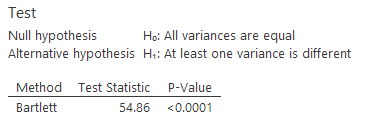 Test
Null hypothesis H₀: All variances are equal
Alternative hypothesis H₁: At least one variance is different
Method Test Statistic P-Value
Bartlett 54.86 <0.0001